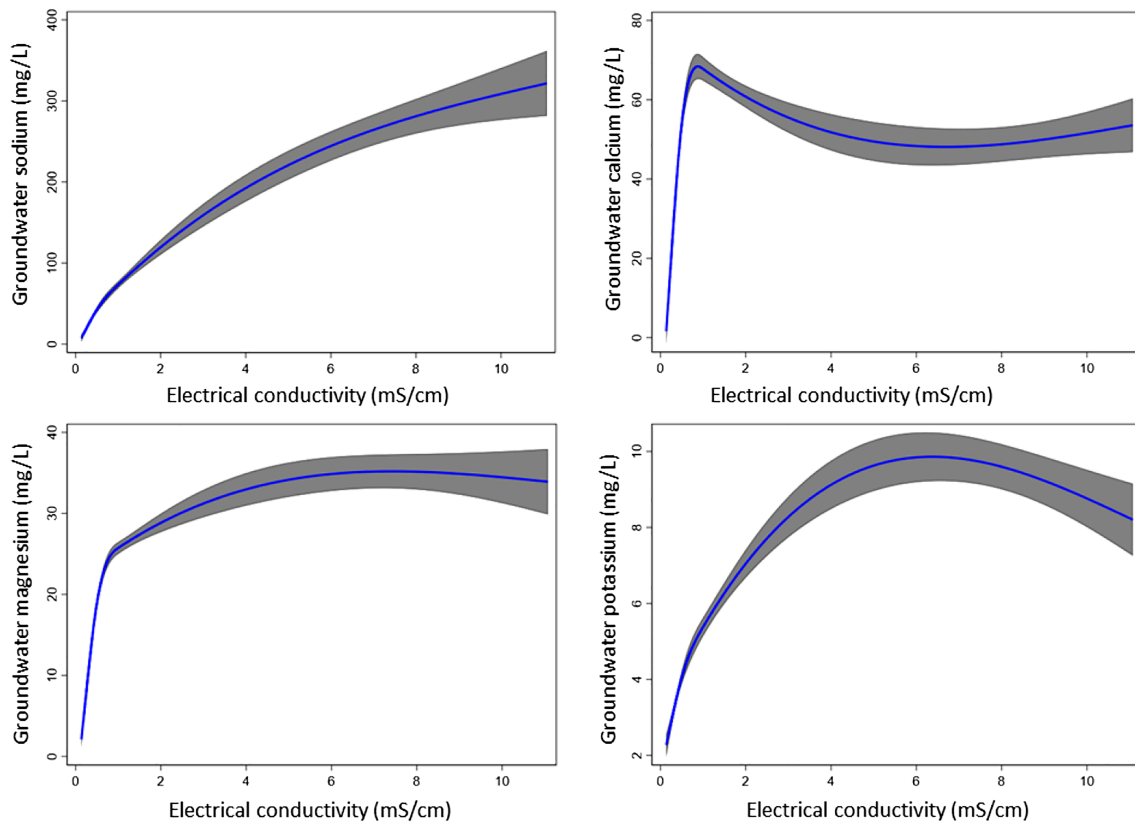 Groundwater sodium (mg/L)
400
300
200
100
0
0 2 4 6 8 10
Electrical conductivity (mS/cm)
Groundwater calcium (mg/L)
80
60
40
20
0
0 2 4 6 8 10
Electrical conductivity (mS/cm)
Groundwater magnesium (mg/L)
40
30
20
10
0
0 2 4 6 8 10
Electrical conductivity (mS/cm)
Groundwater potassium (mg/L)
10
8
6
4
2
0 2 4 6 8 10
Electrical conductivity (mS/cm)